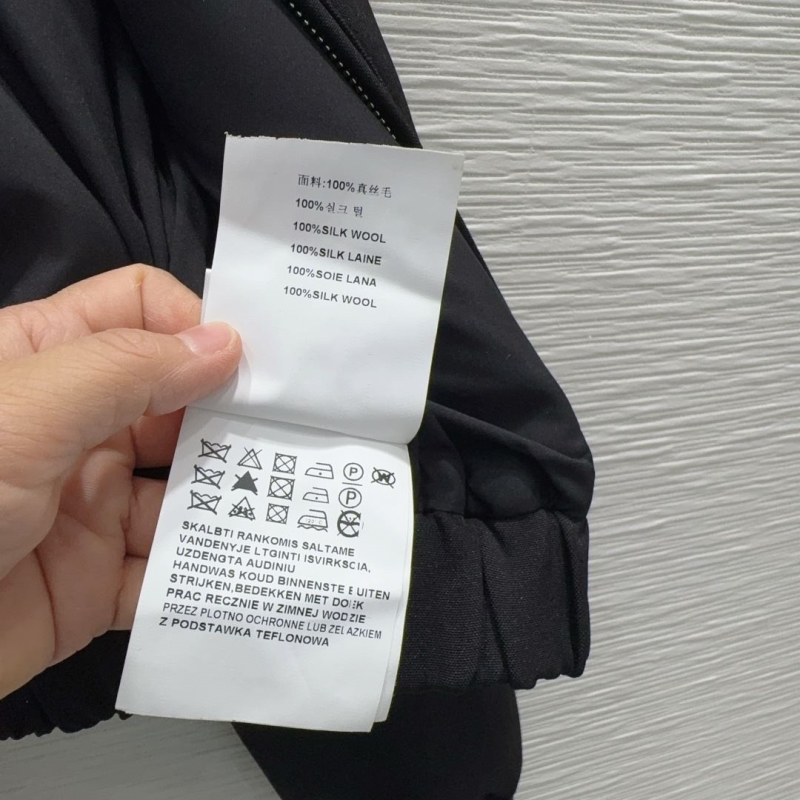 面料:100%真丝毛
100%실크 털
100%SILK WOOL
100%SILK LAINE
100%SOIE LANA
100%SILK WOOL
P W
P
SKALBTI RANKOMIS SALTAME
VANDENYJE LTGINTI ISVIRKSCIA,
UZDENGTA AUDINIU
HANDWAS KOUD BINNENSTE BUITEN
STRIJKEN,BEDEKKEN MET DOEK
PRAC RECZNIE W ZIMNEJ WODZIE
PRZEZ PLOTNO OCHRONNE LUB ZELAZKIEM
Z PODSTAWKA TEFLONOWA